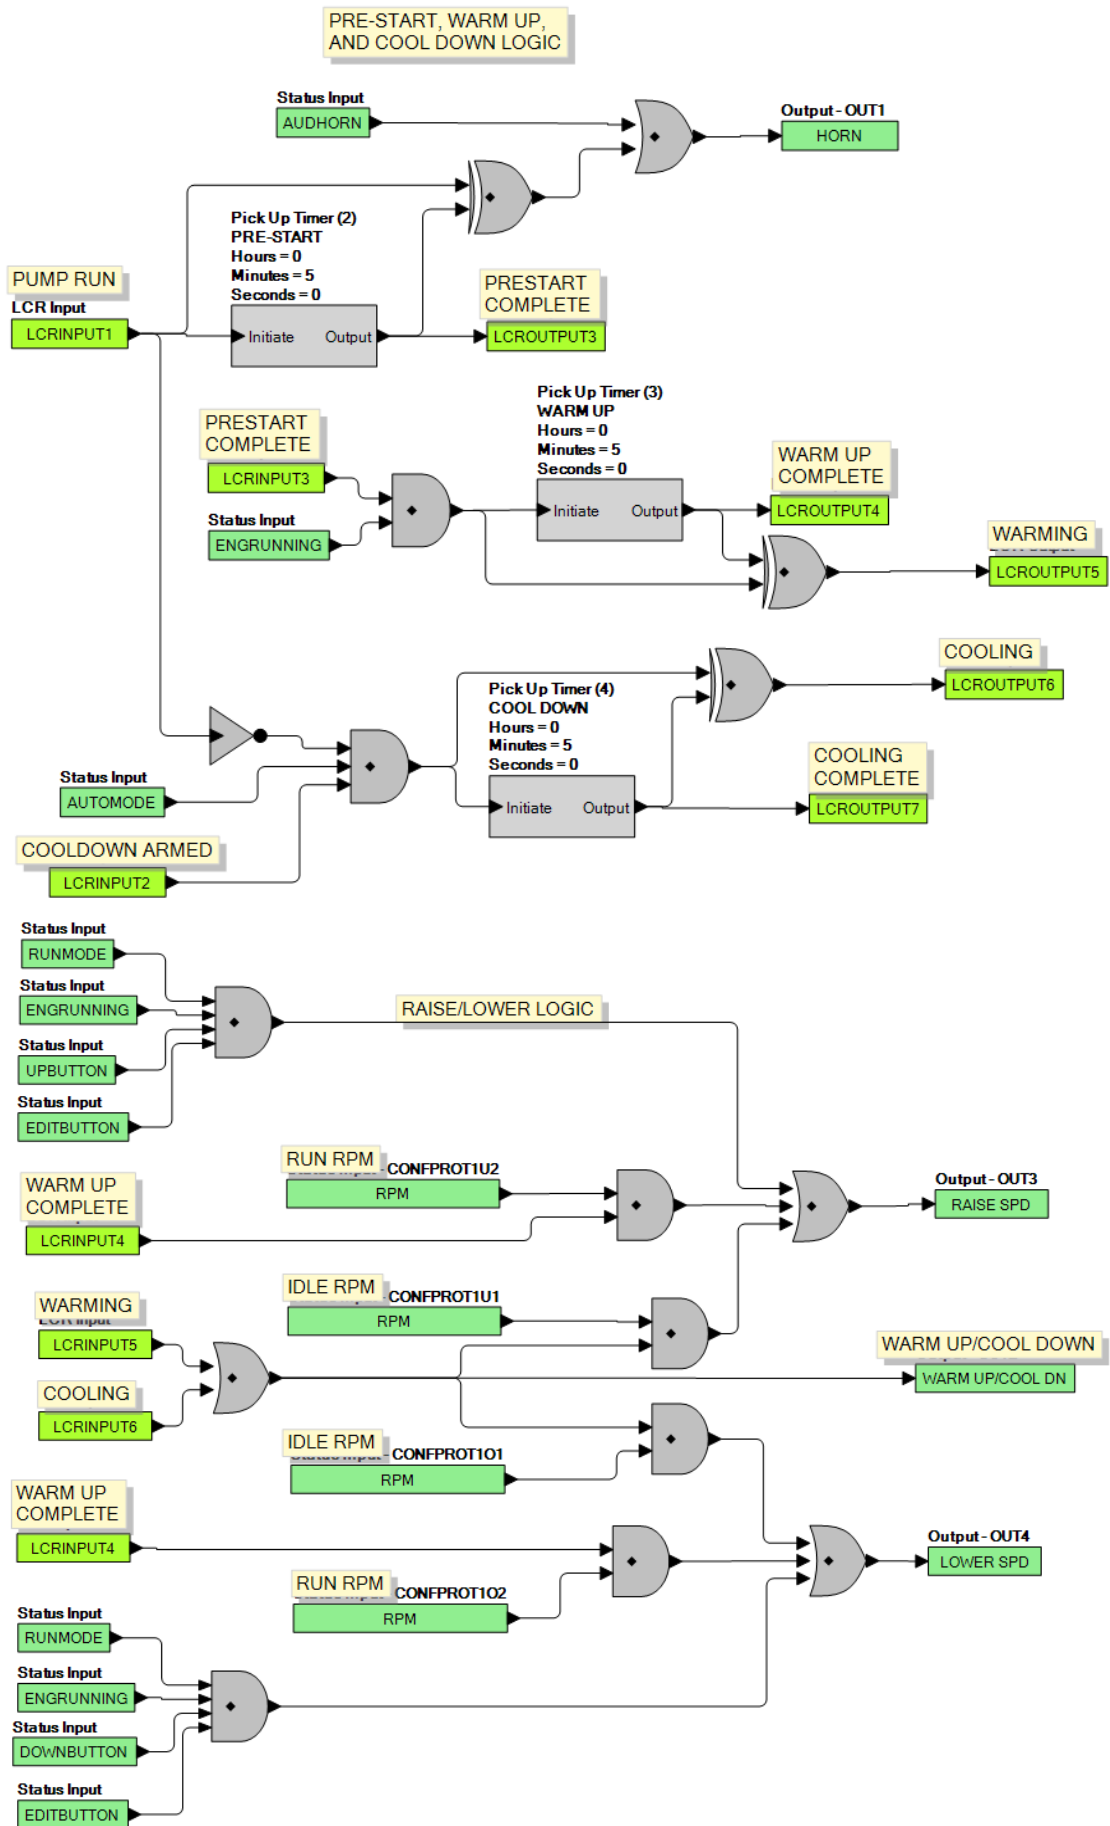 PRE-START, WARM UP,
AND COOL DOWN LOGIC
Status Input
AUDHORN
Output - OUT1
HORN
Pick Up Timer (2)
PRE-START
Hours = 0
Minutes = 5
Seconds = 0
Initiate Output
PUMP RUN
LCR Input
LCRINPUT1
PRESTART
COMPLETE
LCROUTPUT3
Pick Up Timer (3)
WARM UP
Hours = 0
Minutes = 5
Seconds = 0
Initiate Output
PRESTART
COMPLETE
LCRINPUT3
Status Input
ENGRUNNING
WARM UP
COMPLETE
LCROUTPUT4
WARMING
LCROUTPUT5
COOLING
LCROUTPUT6
Pick Up Timer (4)
COOL DOWN
Hours = 0
Minutes = 5
Seconds = 0
Initiate Output
COOLING
COMPLETE
LCROUTPUT7
Status Input
AUTOMODE
COOLDOWN ARMED
LCRINPUT2
Status Input
RUNMODE
Status Input
ENGRUNNING
Status Input
UPBUTTON
Status Input
EDITBUTTON
RAISE/LOWER LOGIC
RUN RPM
- CONFPROT1U2
RPM
WARM UP
COMPLETE
LCRINPUT4
Output - OUT3
RAISE SPD
IDLE RPM
- CONFPROT1U1
RPM
WARMING
LCRINPUT5
COOLING
LCRINPUT6
WARM UP/COOL DOWN
WARM UP/COOL DN
IDLE RPM
- CONFPROT1O1
RPM
WARM UP
COMPLETE
LCRINPUT4
Output - OUT4
LOWER SPD
RUN RPM
- CONFPROT1O2
RPM
Status Input
RUNMODE
Status Input
ENGRUNNING
Status Input
DOWNBUTTON
Status Input
EDITBUTTON